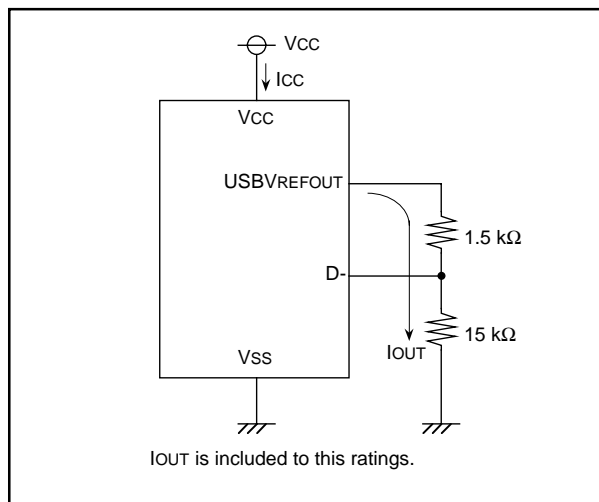 VCC
ICC
VCC
USBVREFOUT
1.5 kΩ
D-
15 kΩ
IOUT
VSS
IOUT is included to this ratings.